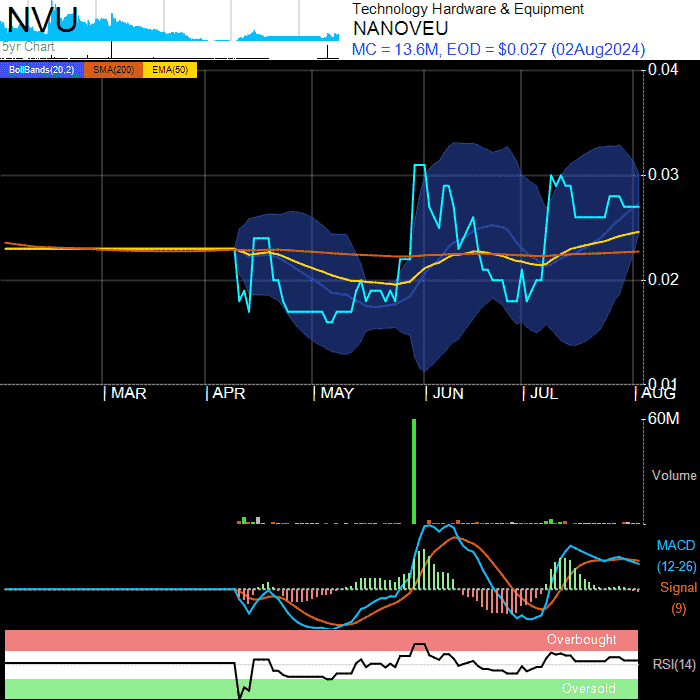 NVU
5yr Chart
Technology Hardware & Equipment
NANOVEU
MC = 13.6M, EOD = $0.027 (02Aug2024)
BollBands(20,2) SMA(200) EMA(50)
0.04
0.03
0.02
0.01
| MAR | APR | MAY | JUN | JUL | AUG
60M
Volume
MACD
(12-26)
Signal
(9)
Overbought
RSI(14)
Oversold